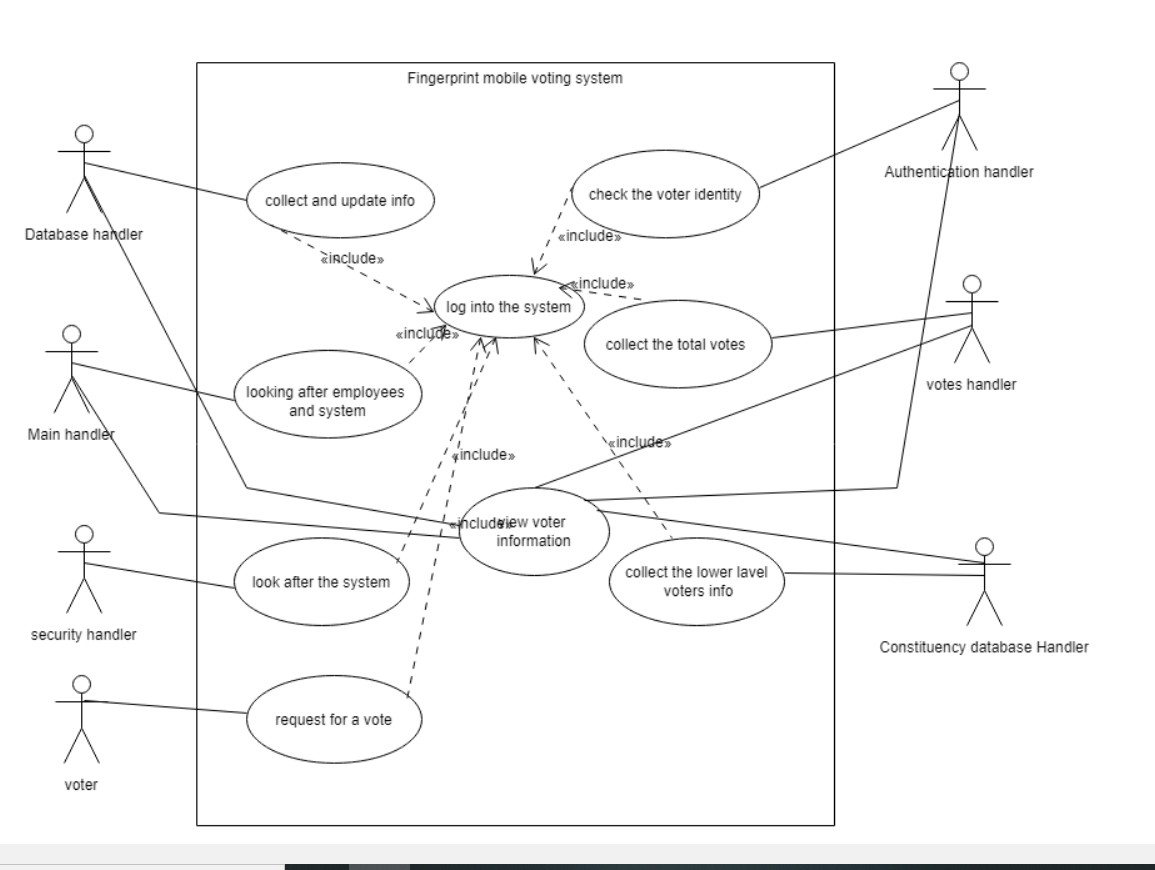 Fingerprint mobile voting system
Authentication handler
Database handler
collect and update info
check the voter identity
«include»
«include»
«include»
log into the system
«include»
collect the total votes
votes handler
looking after employees
and system
Main handler
«include»
«include»
«include»
view voter
information
look after the system
collect the lower lavel
voters info
security handler
Constituency database Handler
request for a vote
voter